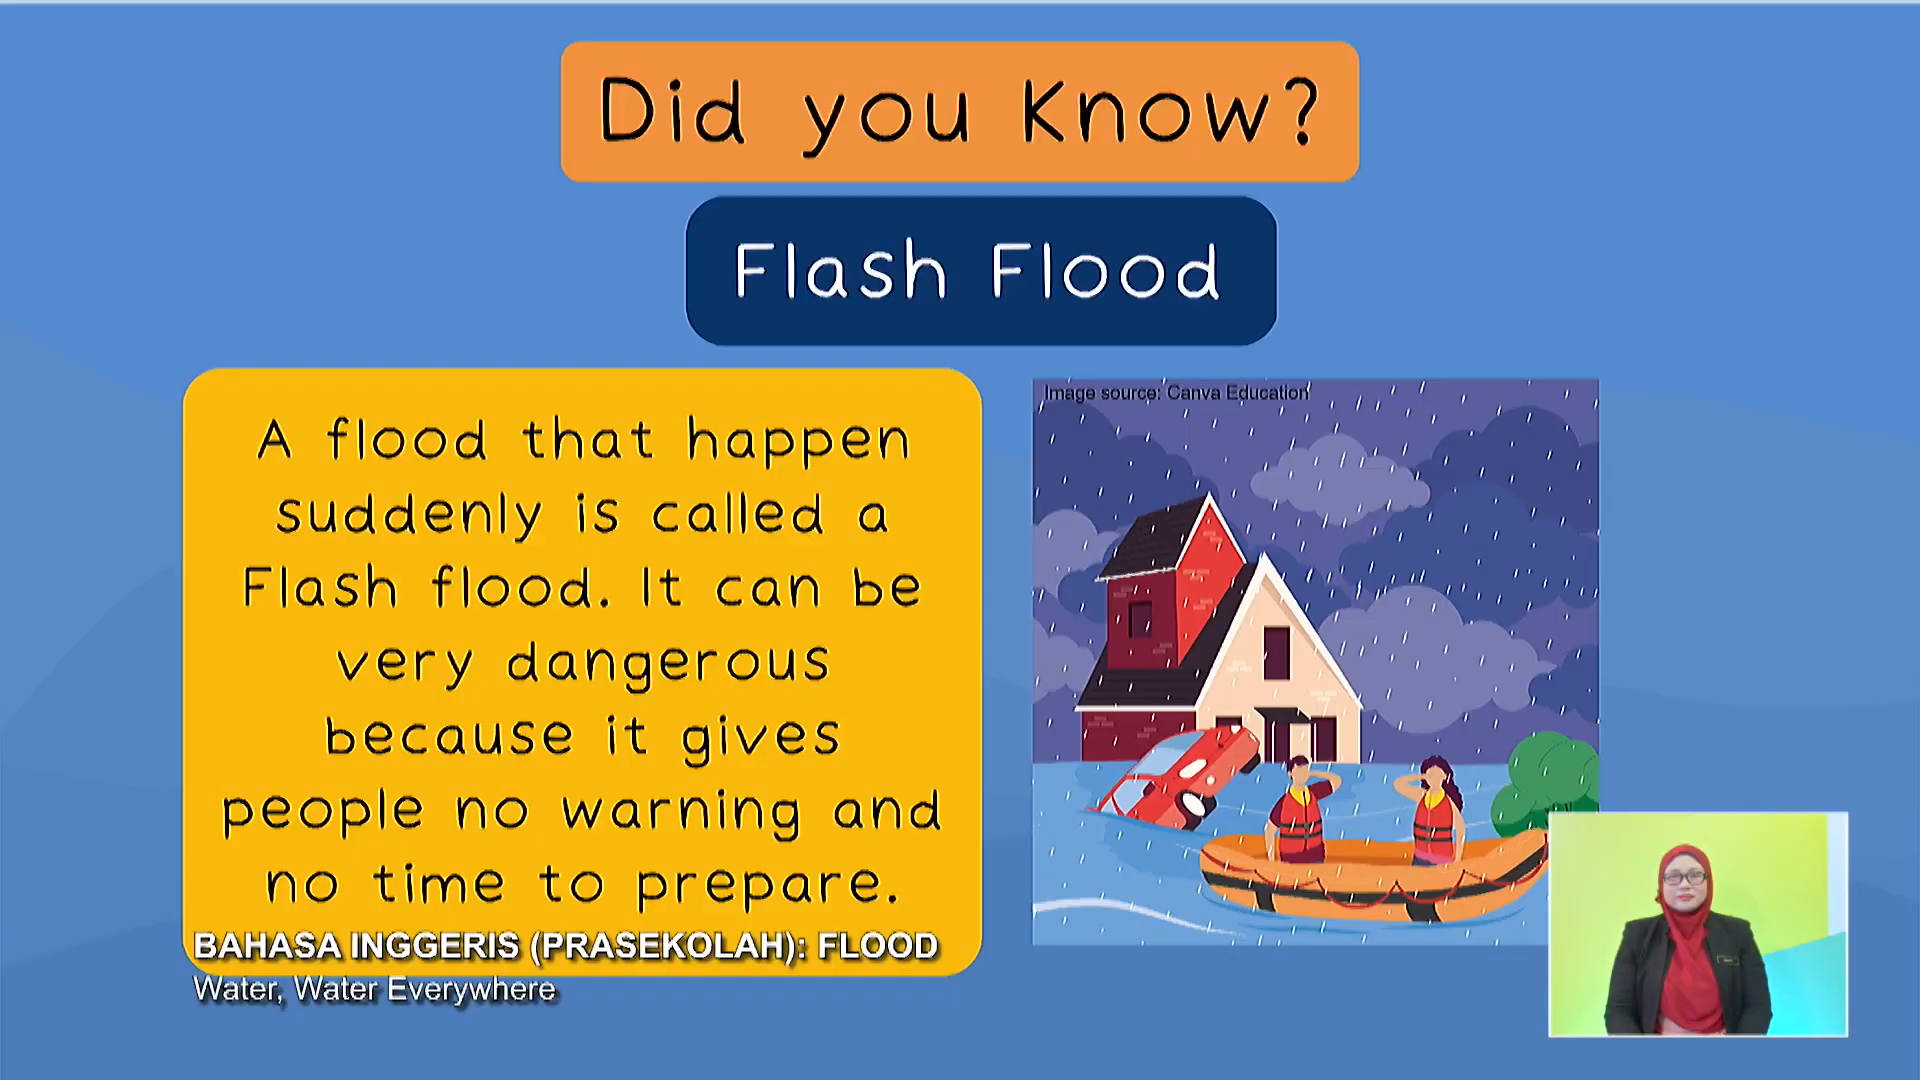 Did you Know?
Flash Flood
Image source: Canva Education
A flood that happen
suddenly is called a
Flash flood. It can be
very dangerous
because it gives
people no warning and
no time to prepare.
BAHASA INGGERIS (PRASEKOLAH): FLOOD
Water, Water Everywhere